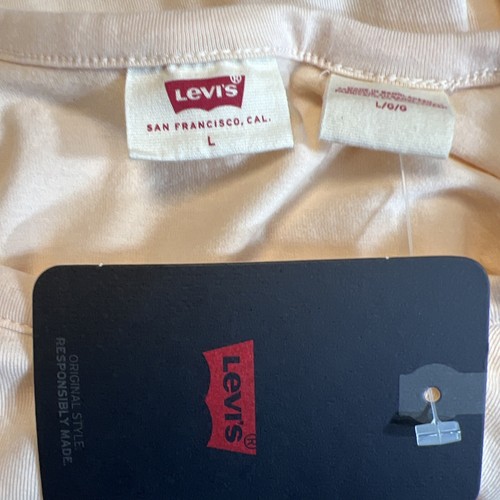 Levi's®
SAN FRANCISCO, CAL.
L
L/G/G
Levi's®
ORIGINAL STYLE.
RESPONSIBLY MADE.